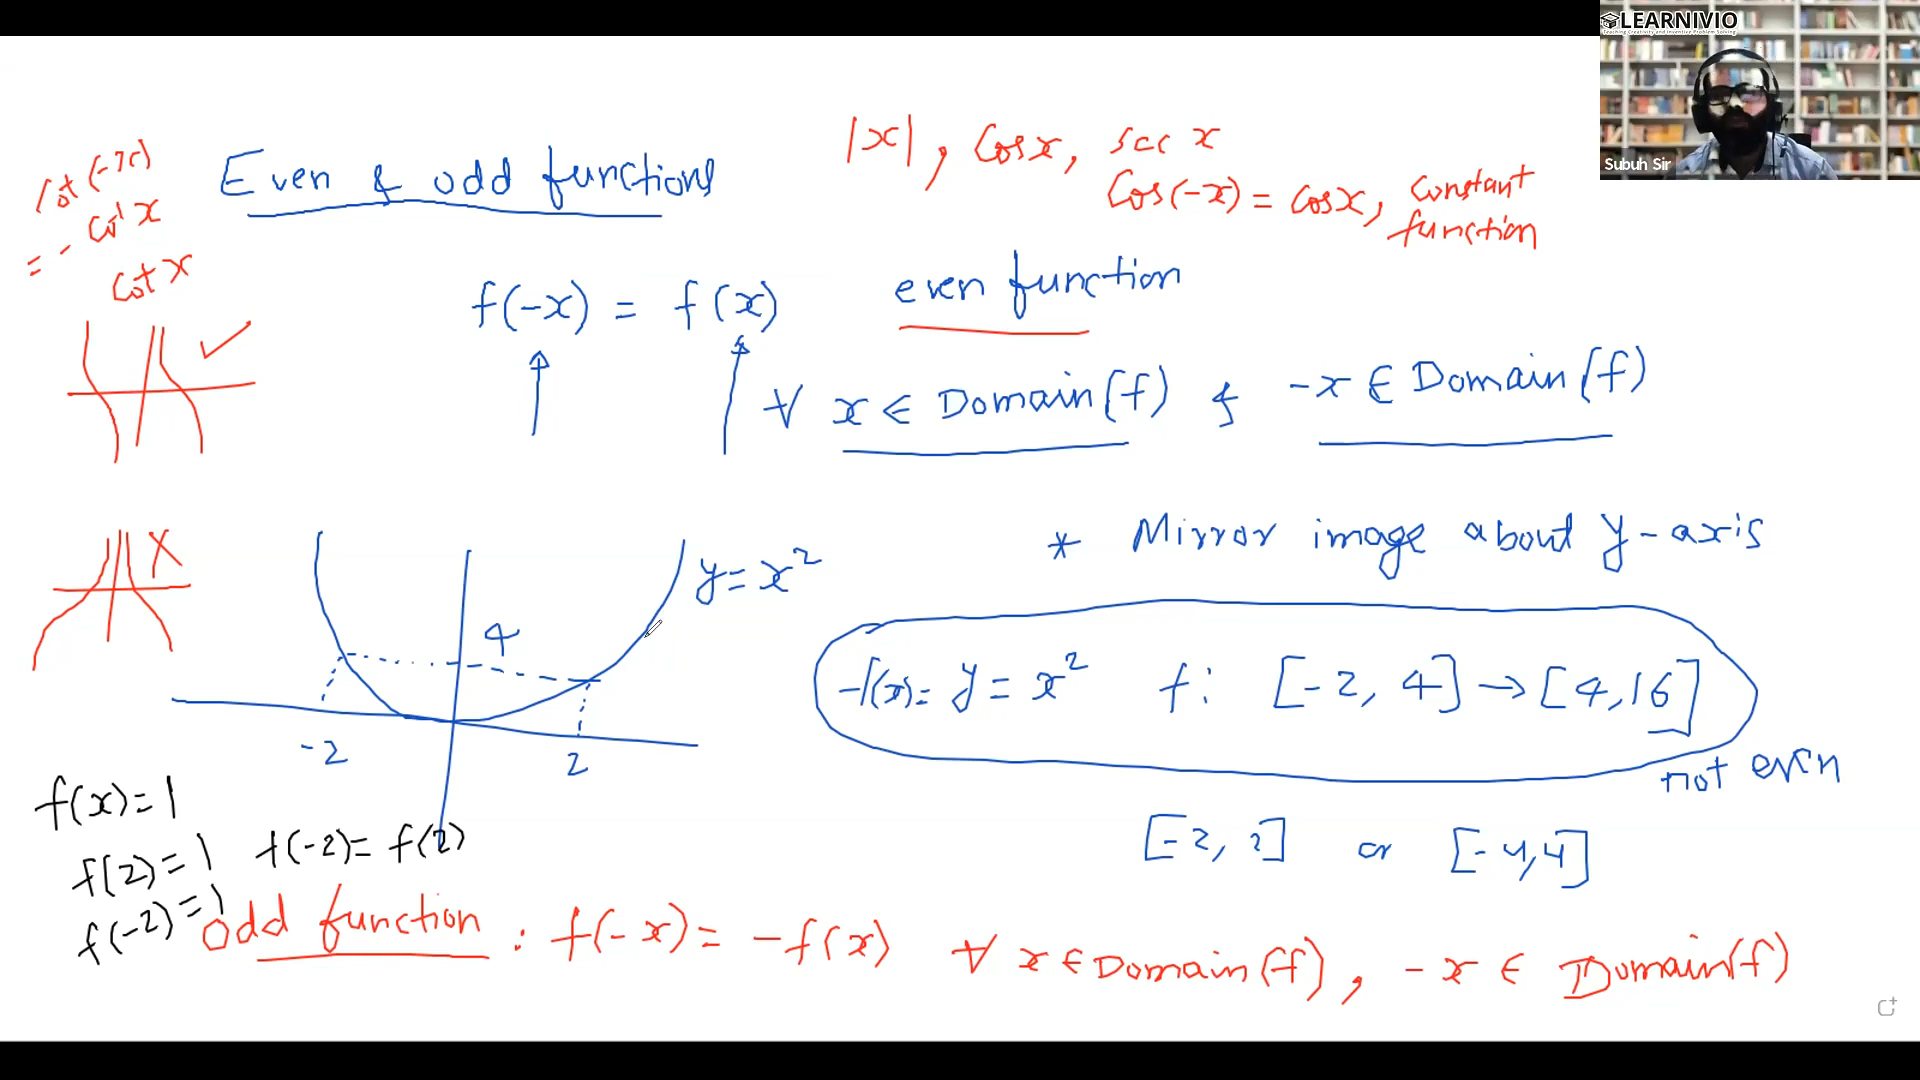 LEARNIVIO
Subuh Sir
|x|, Cosx, sec x
Cos(-x) = cosx, constant function
cot(-x)
= - cot x
cot x
Even & odd functions
f(-x) = f(x) even function
∀ x ∈ Domain(f) & -x ∈ Domain(f)
* Mirror image about y-axis
y = x²
4
-2
2
f(x)= y = x² f: [-2, 4] → [4,16]
not even
[-2, 2] or [-4,4]
f(x)=1
f(2)=1 f(-2)= f(2)
f(-2)=1
odd function : f(-x) = -f(x) ∀ x ∈ Domain(f), -x ∈ Domain(f)